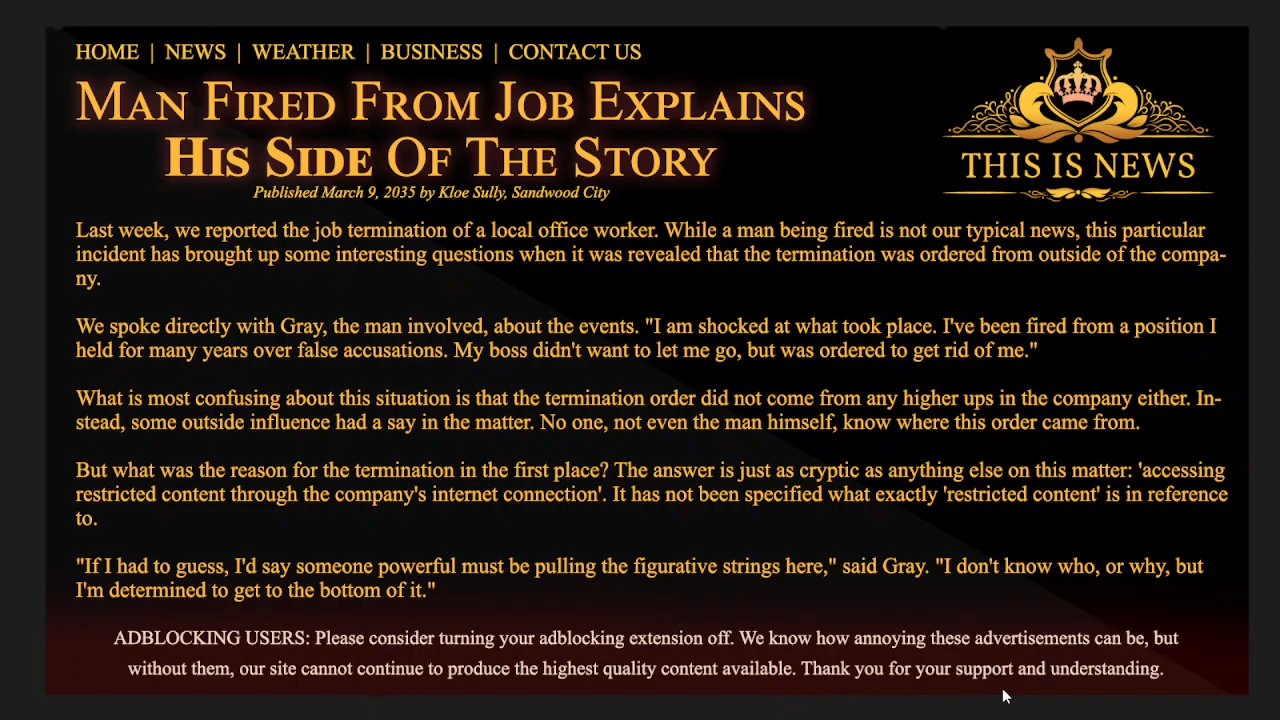 HOME | NEWS | WEATHER | BUSINESS | CONTACT US
Man Fired From Job Explains
His Side Of The Story
Published March 9, 2035 by Kloe Sully, Sandwood City
THIS IS NEWS
Last week, we reported the job termination of a local office worker. While a man being fired is not our typical news, this particular
incident has brought up some interesting questions when it was revealed that the termination was ordered from outside of the compa-
ny.
We spoke directly with Gray, the man involved, about the events. "I am shocked at what took place. I've been fired from a position I
held for many years over false accusations. My boss didn't want to let me go, but was ordered to get rid of me."
What is most confusing about this situation is that the termination order did not come from any higher ups in the company either. In-
stead, some outside influence had a say in the matter. No one, not even the man himself, know where this order came from.
But what was the reason for the termination in the first place? The answer is just as cryptic as anything else on this matter: 'accessing
restricted content through the company's internet connection'. It has not been specified what exactly 'restricted content' is in reference
to.
"If I had to guess, I'd say someone powerful must be pulling the figurative strings here," said Gray. "I don't know who, or why, but
I'm determined to get to the bottom of it."
ADBLOCKING USERS: Please consider turning your adblocking extension off. We know how annoying these advertisements can be, but
without them, our site cannot continue to produce the highest quality content available. Thank you for your support and understanding.